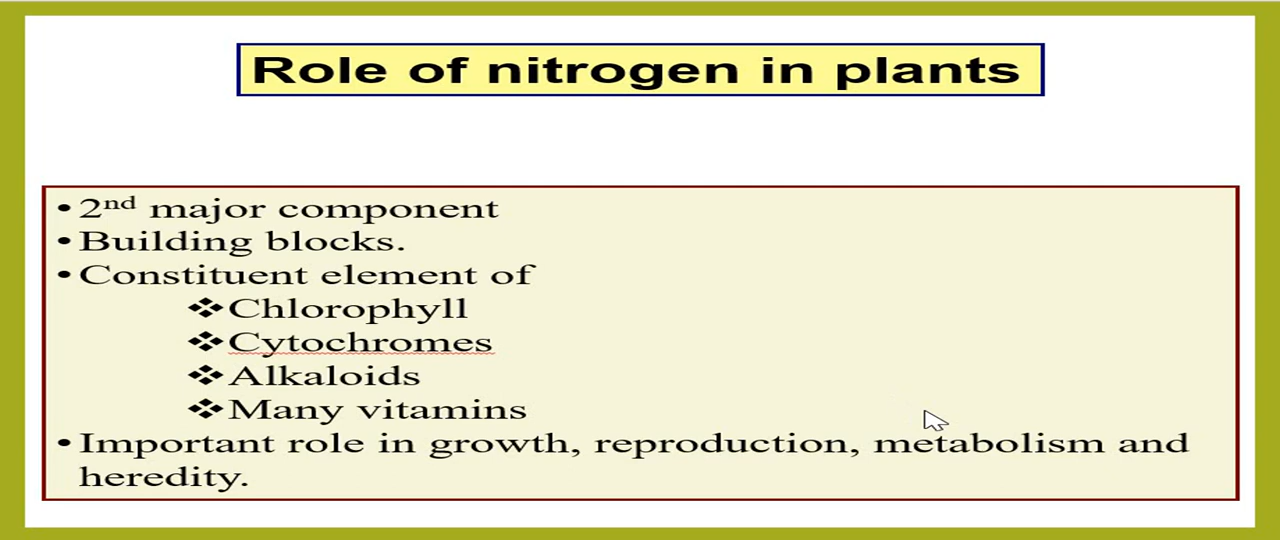 Role of nitrogen in plants
•2nd major component
•Building blocks.
•Constituent element of
❖Chlorophyll
❖Cytochromes
❖Alkaloids
❖Many vitamins
•Important role in growth, reproduction, metabolism and
heredity.